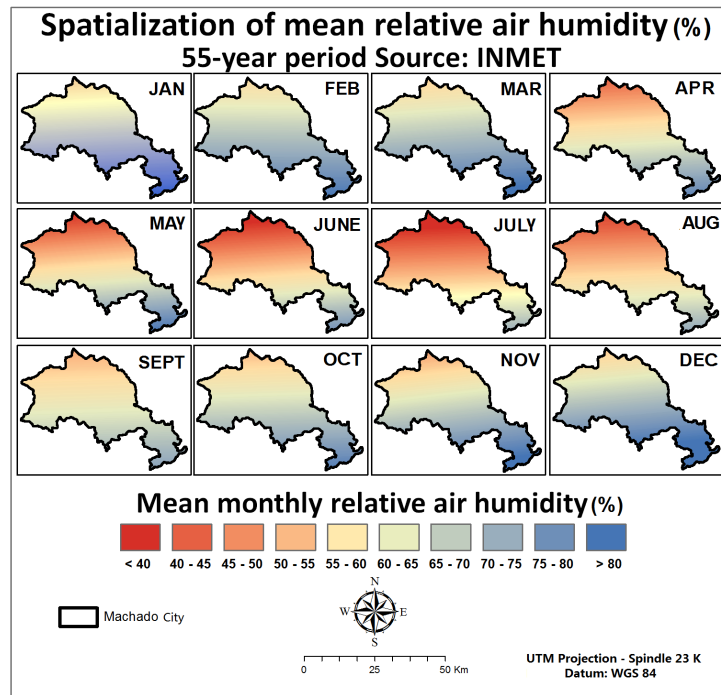 Spatialization of mean relative air humidity (%)
55-year period Source: INMET
JAN
FEB
MAR
APR
MAY
JUNE
JULY
AUG
SEPT
OCT
NOV
DEC
Mean monthly relative air humidity (%)
< 40
40 - 45
45 - 50
50 - 55
55 - 60
60 - 65
65 - 70
70 - 75
75 - 80
> 80
Machado City
N
W
E
S
0
25
50 Km
UTM Projection - Spindle 23 K
Datum: WGS 84